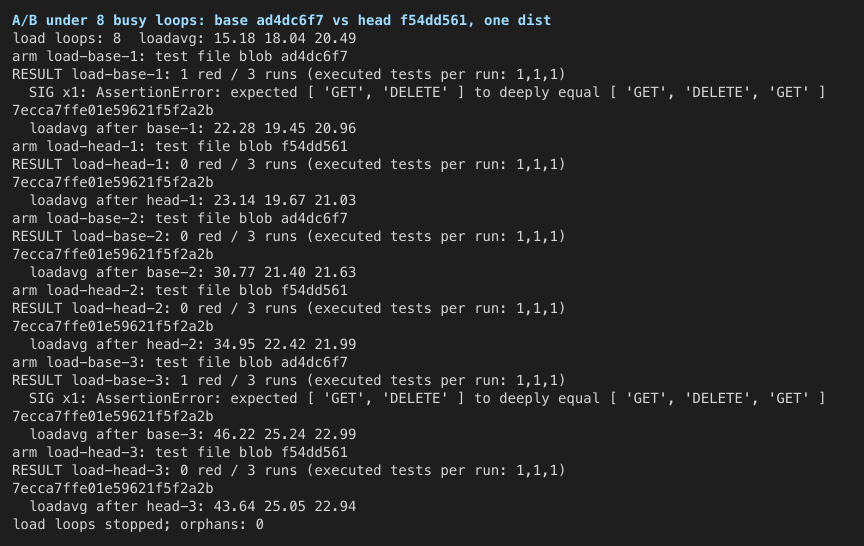 A/B under 8 busy loops: base ad4dc6f7 vs head f54dd561, one dist
load loops: 8  loadavg: 15.18 18.04 20.49
arm load-base-1: test file blob ad4dc6f7
RESULT load-base-1: 1 red / 3 runs (executed tests per run: 1,1,1)
  SIG x1: AssertionError: expected [ 'GET', 'DELETE' ] to deeply equal [ 'GET', 'DELETE', 'GET' ]
7ecca7ffe01e59621f5f2a2b
  loadavg after base-1: 22.28 19.45 20.96
arm load-head-1: test file blob f54dd561
RESULT load-head-1: 0 red / 3 runs (executed tests per run: 1,1,1)
7ecca7ffe01e59621f5f2a2b
  loadavg after head-1: 23.14 19.67 21.03
arm load-base-2: test file blob ad4dc6f7
RESULT load-base-2: 0 red / 3 runs (executed tests per run: 1,1,1)
7ecca7ffe01e59621f5f2a2b
  loadavg after base-2: 30.77 21.40 21.63
arm load-head-2: test file blob f54dd561
RESULT load-head-2: 0 red / 3 runs (executed tests per run: 1,1,1)
7ecca7ffe01e59621f5f2a2b
  loadavg after head-2: 34.95 22.42 21.99
arm load-base-3: test file blob ad4dc6f7
RESULT load-base-3: 1 red / 3 runs (executed tests per run: 1,1,1)
  SIG x1: AssertionError: expected [ 'GET', 'DELETE' ] to deeply equal [ 'GET', 'DELETE', 'GET' ]
7ecca7ffe01e59621f5f2a2b
  loadavg after base-3: 46.22 25.24 22.99
arm load-head-3: test file blob f54dd561
RESULT load-head-3: 0 red / 3 runs (executed tests per run: 1,1,1)
7ecca7ffe01e59621f5f2a2b
  loadavg after head-3: 43.64 25.05 22.94
load loops stopped; orphans: 0